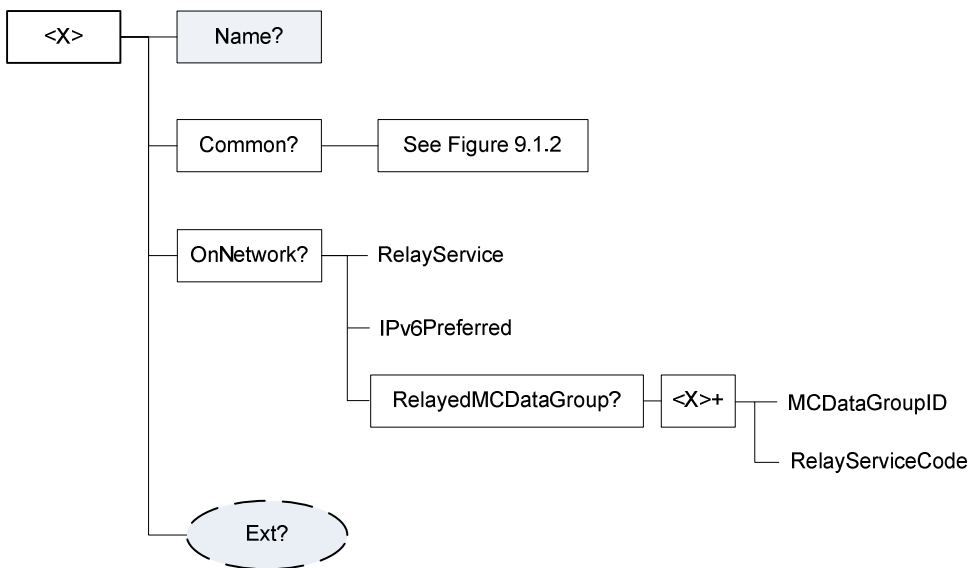 <X>
Name?
Common?
See Figure 9.1.2
OnNetwork?
RelayService
IPv6Preferred
RelayedMCDataGroup?
<X>+
MCDataGroupID
RelayServiceCode
Ext?